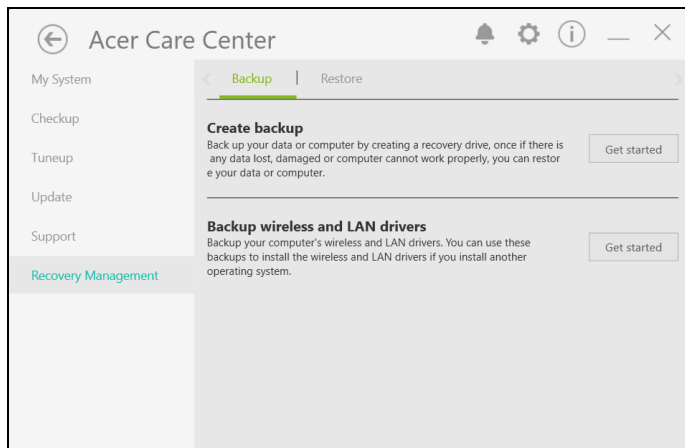 Acer Care Center
My System
Checkup
Tuneup
Update
Support
Recovery Management
Backup | Restore
Create backup
Back up your data or computer by creating a recovery drive, once if there is
any data lost, damaged or computer cannot work properly, you can restor
e your data or computer.
Get started
Backup wireless and LAN drivers
Backup your computer's wireless and LAN drivers. You can use these
backups to install the wireless and LAN drivers if you install another
operating system.
Get started